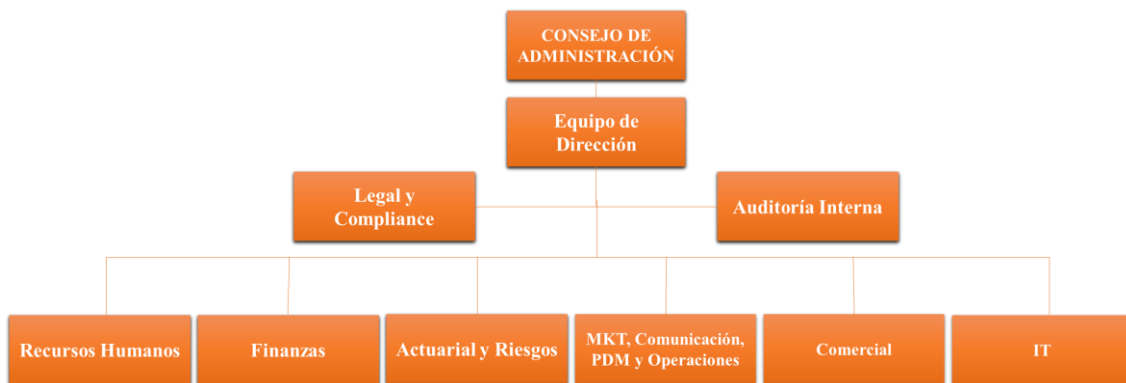 CONSEJO DE
ADMINISTRACIÓN
Equipo de
Dirección
Legal y
Compliance
Auditoría Interna
Recursos Humanos
Finanzas
Actuarial y Riesgos
MKT, Comunicación,
PDM y Operaciones
Comercial
IT